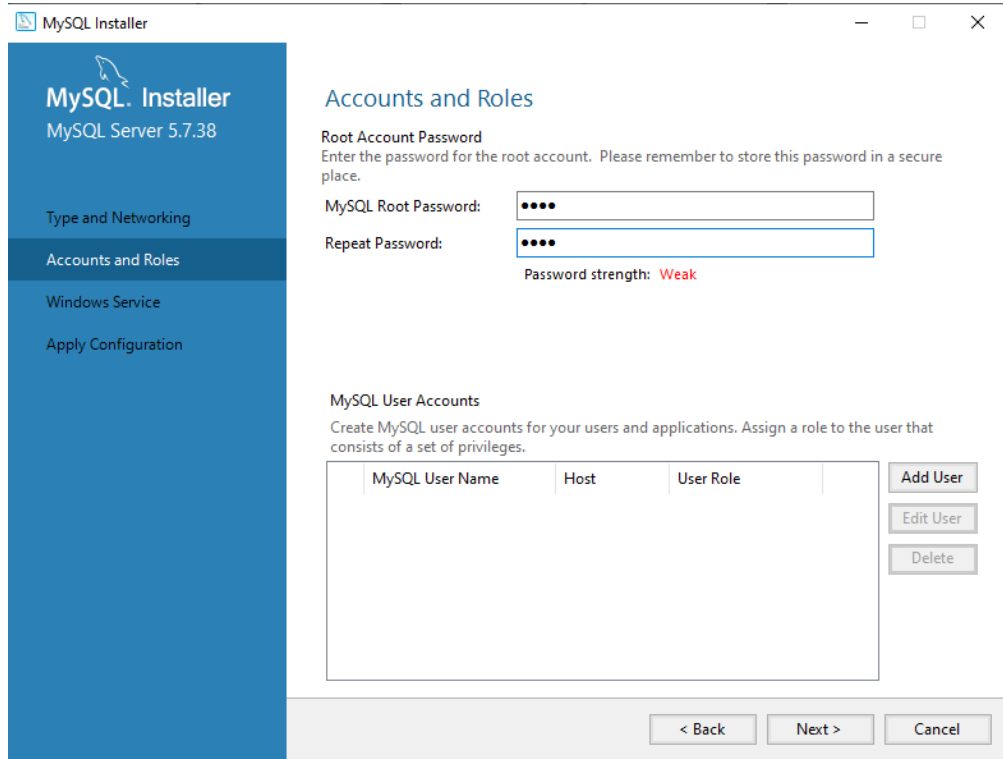 MySQL Installer
MySQL. Installer
MySQL Server 5.7.38
Type and Networking
Accounts and Roles
Windows Service
Apply Configuration
Accounts and Roles
Root Account Password
Enter the password for the root account.  Please remember to store this password in a secure
place.
MySQL Root Password: ••••
Repeat Password: ••••
Password strength: Weak
MySQL User Accounts
Create MySQL user accounts for your users and applications. Assign a role to the user that
consists of a set of privileges.
MySQL User Name Host User Role
Add User
Edit User
Delete
< Back Next > Cancel